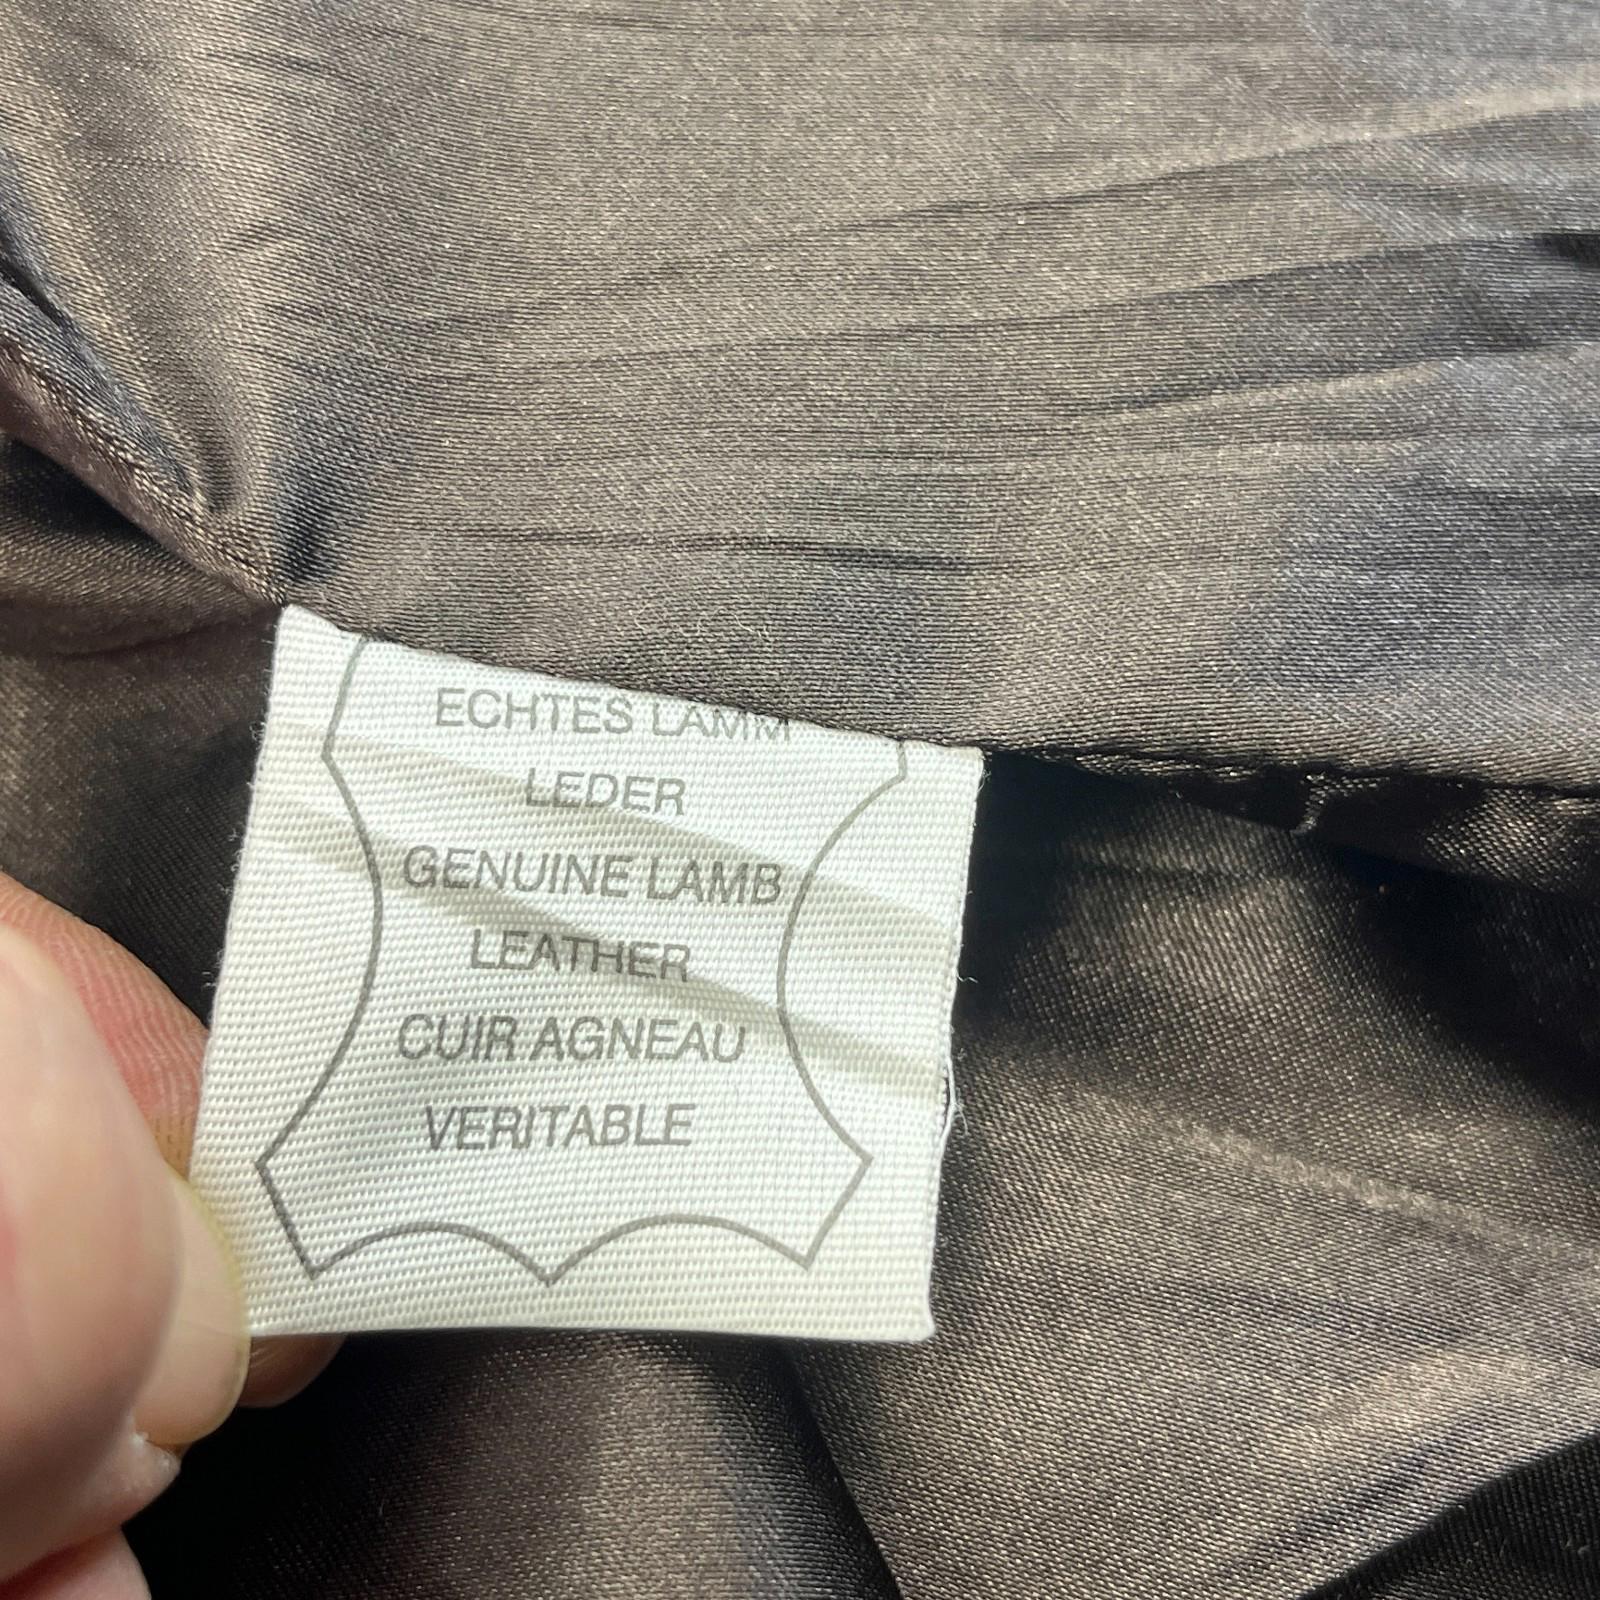 ECHTES LAMM
LEDER
GENUINE LAMB
LEATHER
CUIR AGNEAU
VERITABLE